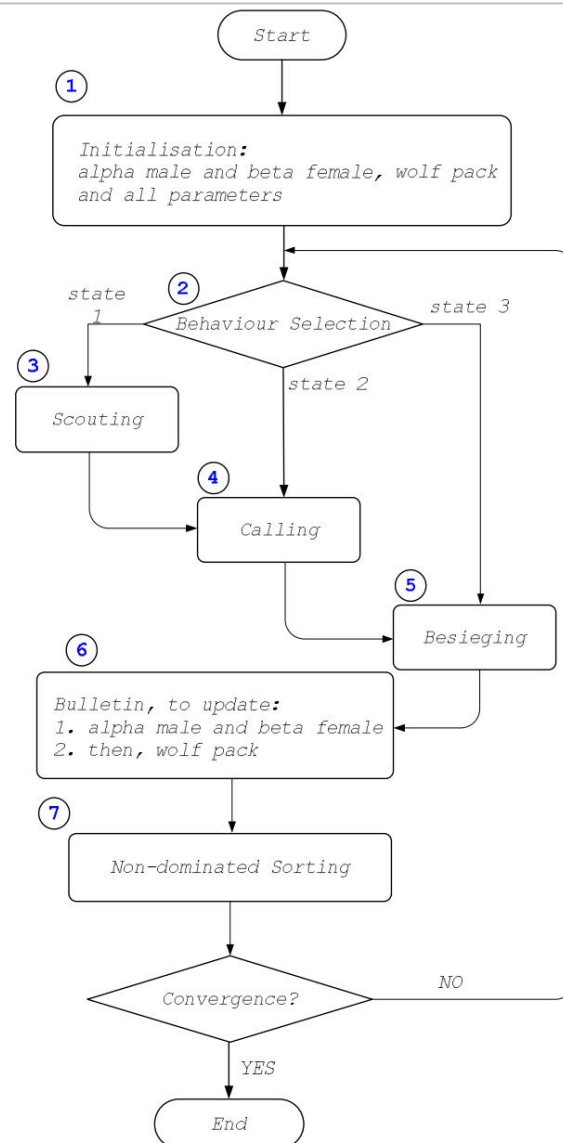 Start
1
Initialisation:
alpha male and beta female, wolf pack
and all parameters
state
1
2
Behaviour Selection
state 3
state 2
3
Scouting
4
Calling
5
Besieging
6
Bulletin, to update:
1. alpha male and beta female
2. then, wolf pack
7
Non-dominated Sorting
Convergence?
NO
YES
End